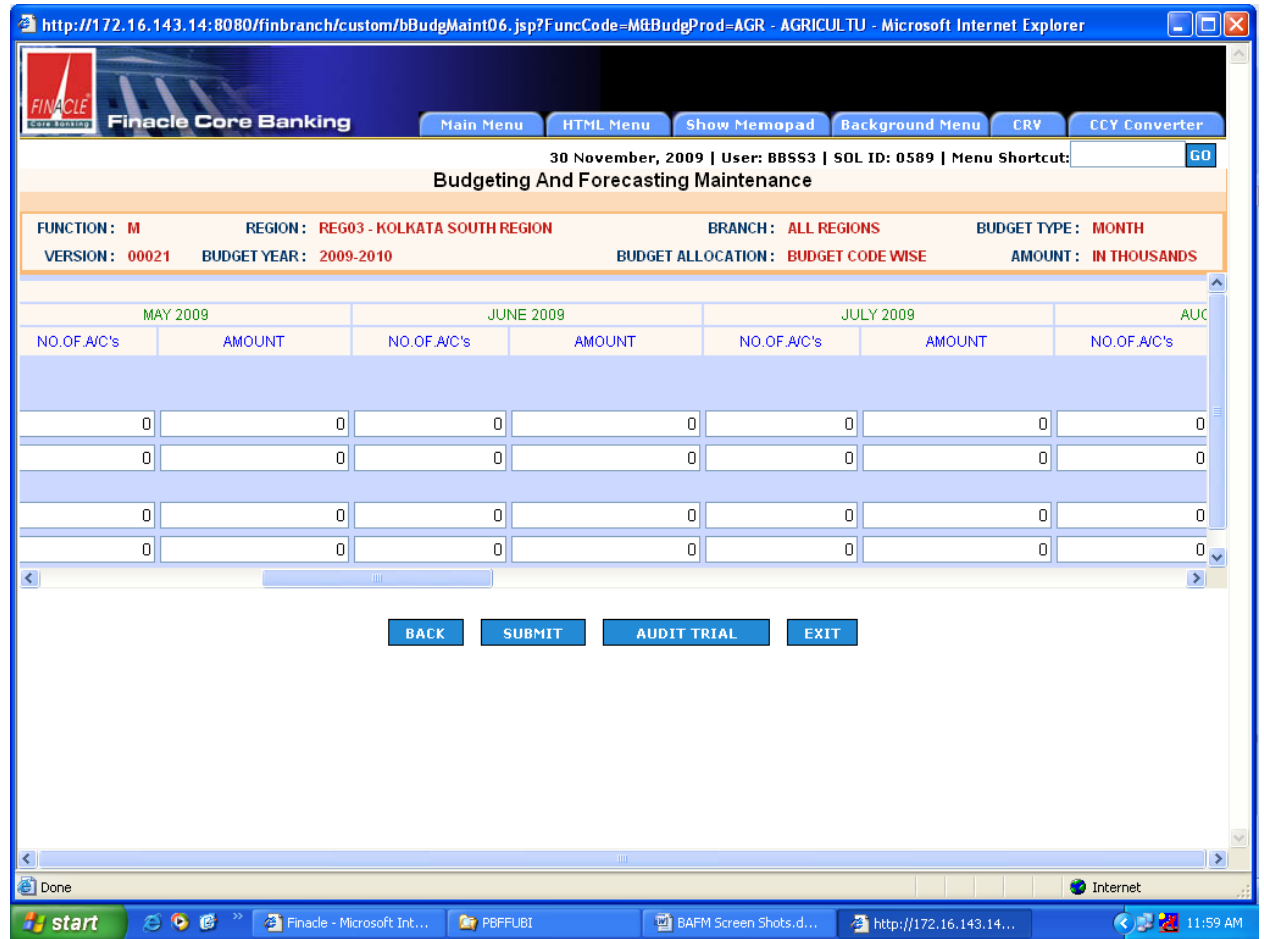 http://172.16.143.14:8080/finbranch/custom/bBudgMaint06.jsp?FuncCode=M&BudgProd=AGR - AGRICULTU - Microsoft Internet Explorer
FINACLE
Core Banking
Finacle Core Banking
Main Menu HTML Menu Show Memopad Background Menu CRV CCY Converter
30 November, 2009 | User: BBSS3 | SOL ID: 0589 | Menu Shortcut: GO
Budgeting And Forecasting Maintenance
FUNCTION : M REGION : REG03 - KOLKATA SOUTH REGION BRANCH : ALL REGIONS BUDGET TYPE : MONTH
VERSION : 00021 BUDGET YEAR : 2009-2010 BUDGET ALLOCATION : BUDGET CODE WISE AMOUNT : IN THOUSANDS
MAY 2009 JUNE 2009 JULY 2009 AUG
NO.OF.A/C's AMOUNT NO.OF.A/C's AMOUNT NO.OF.A/C's AMOUNT NO.OF.A/C's
0 0 0 0 0 0 0
0 0 0 0 0 0 0
0 0 0 0 0 0 0
0 0 0 0 0 0 0
BACK SUBMIT AUDIT TRIAL EXIT
Done Internet
start » Finacle - Microsoft Int... PBFFUBI BAFM Screen Shots.d... http://172.16.143.14... 11:59 AM